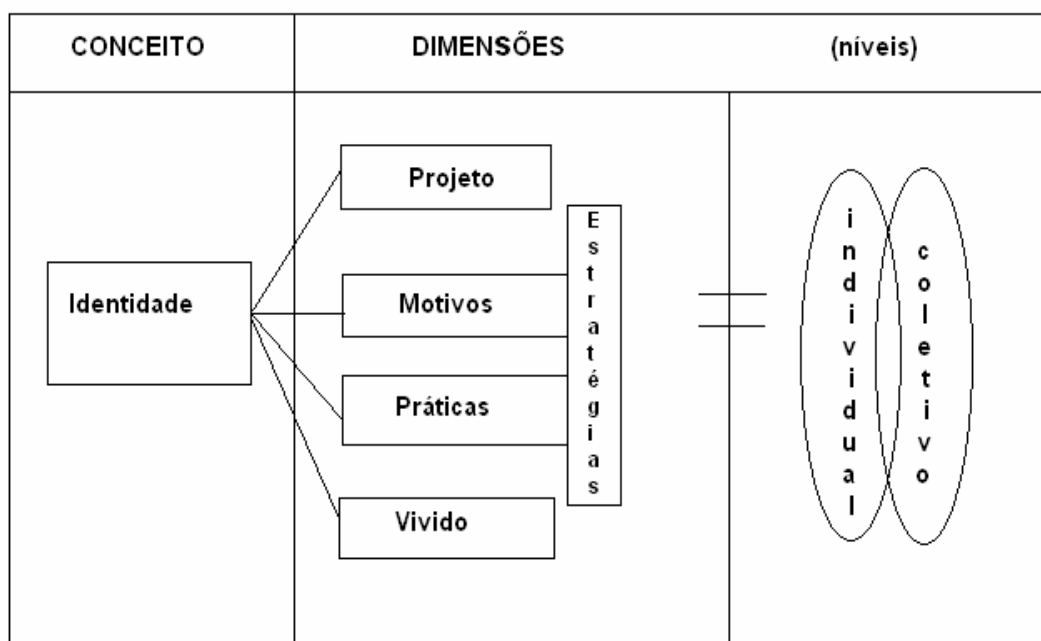 CONCEITO
DIMENSÕES
(níveis)
Projeto
Identidade
Motivos
Práticas
Vivido
Estratégias
individual
coletivo